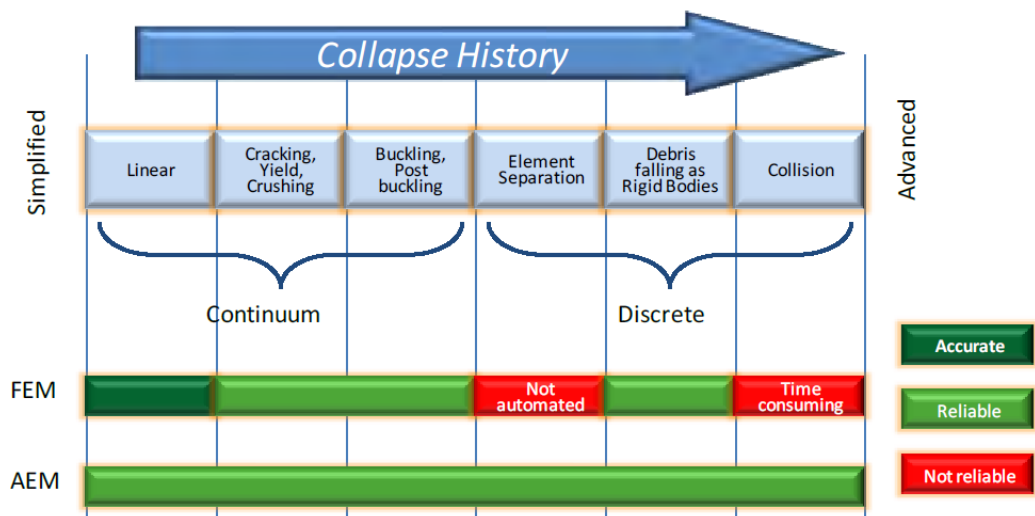 Collapse History
Simplified
Linear
Cracking,
Yield,
Crushing
Buckling,
Post
buckling
Element
Separation
Debris
falling as
Rigid Bodies
Collision
Advanced
Continuum
Discrete
FEM
Not
automated
Time
consuming
AEM
Accurate
Reliable
Not reliable